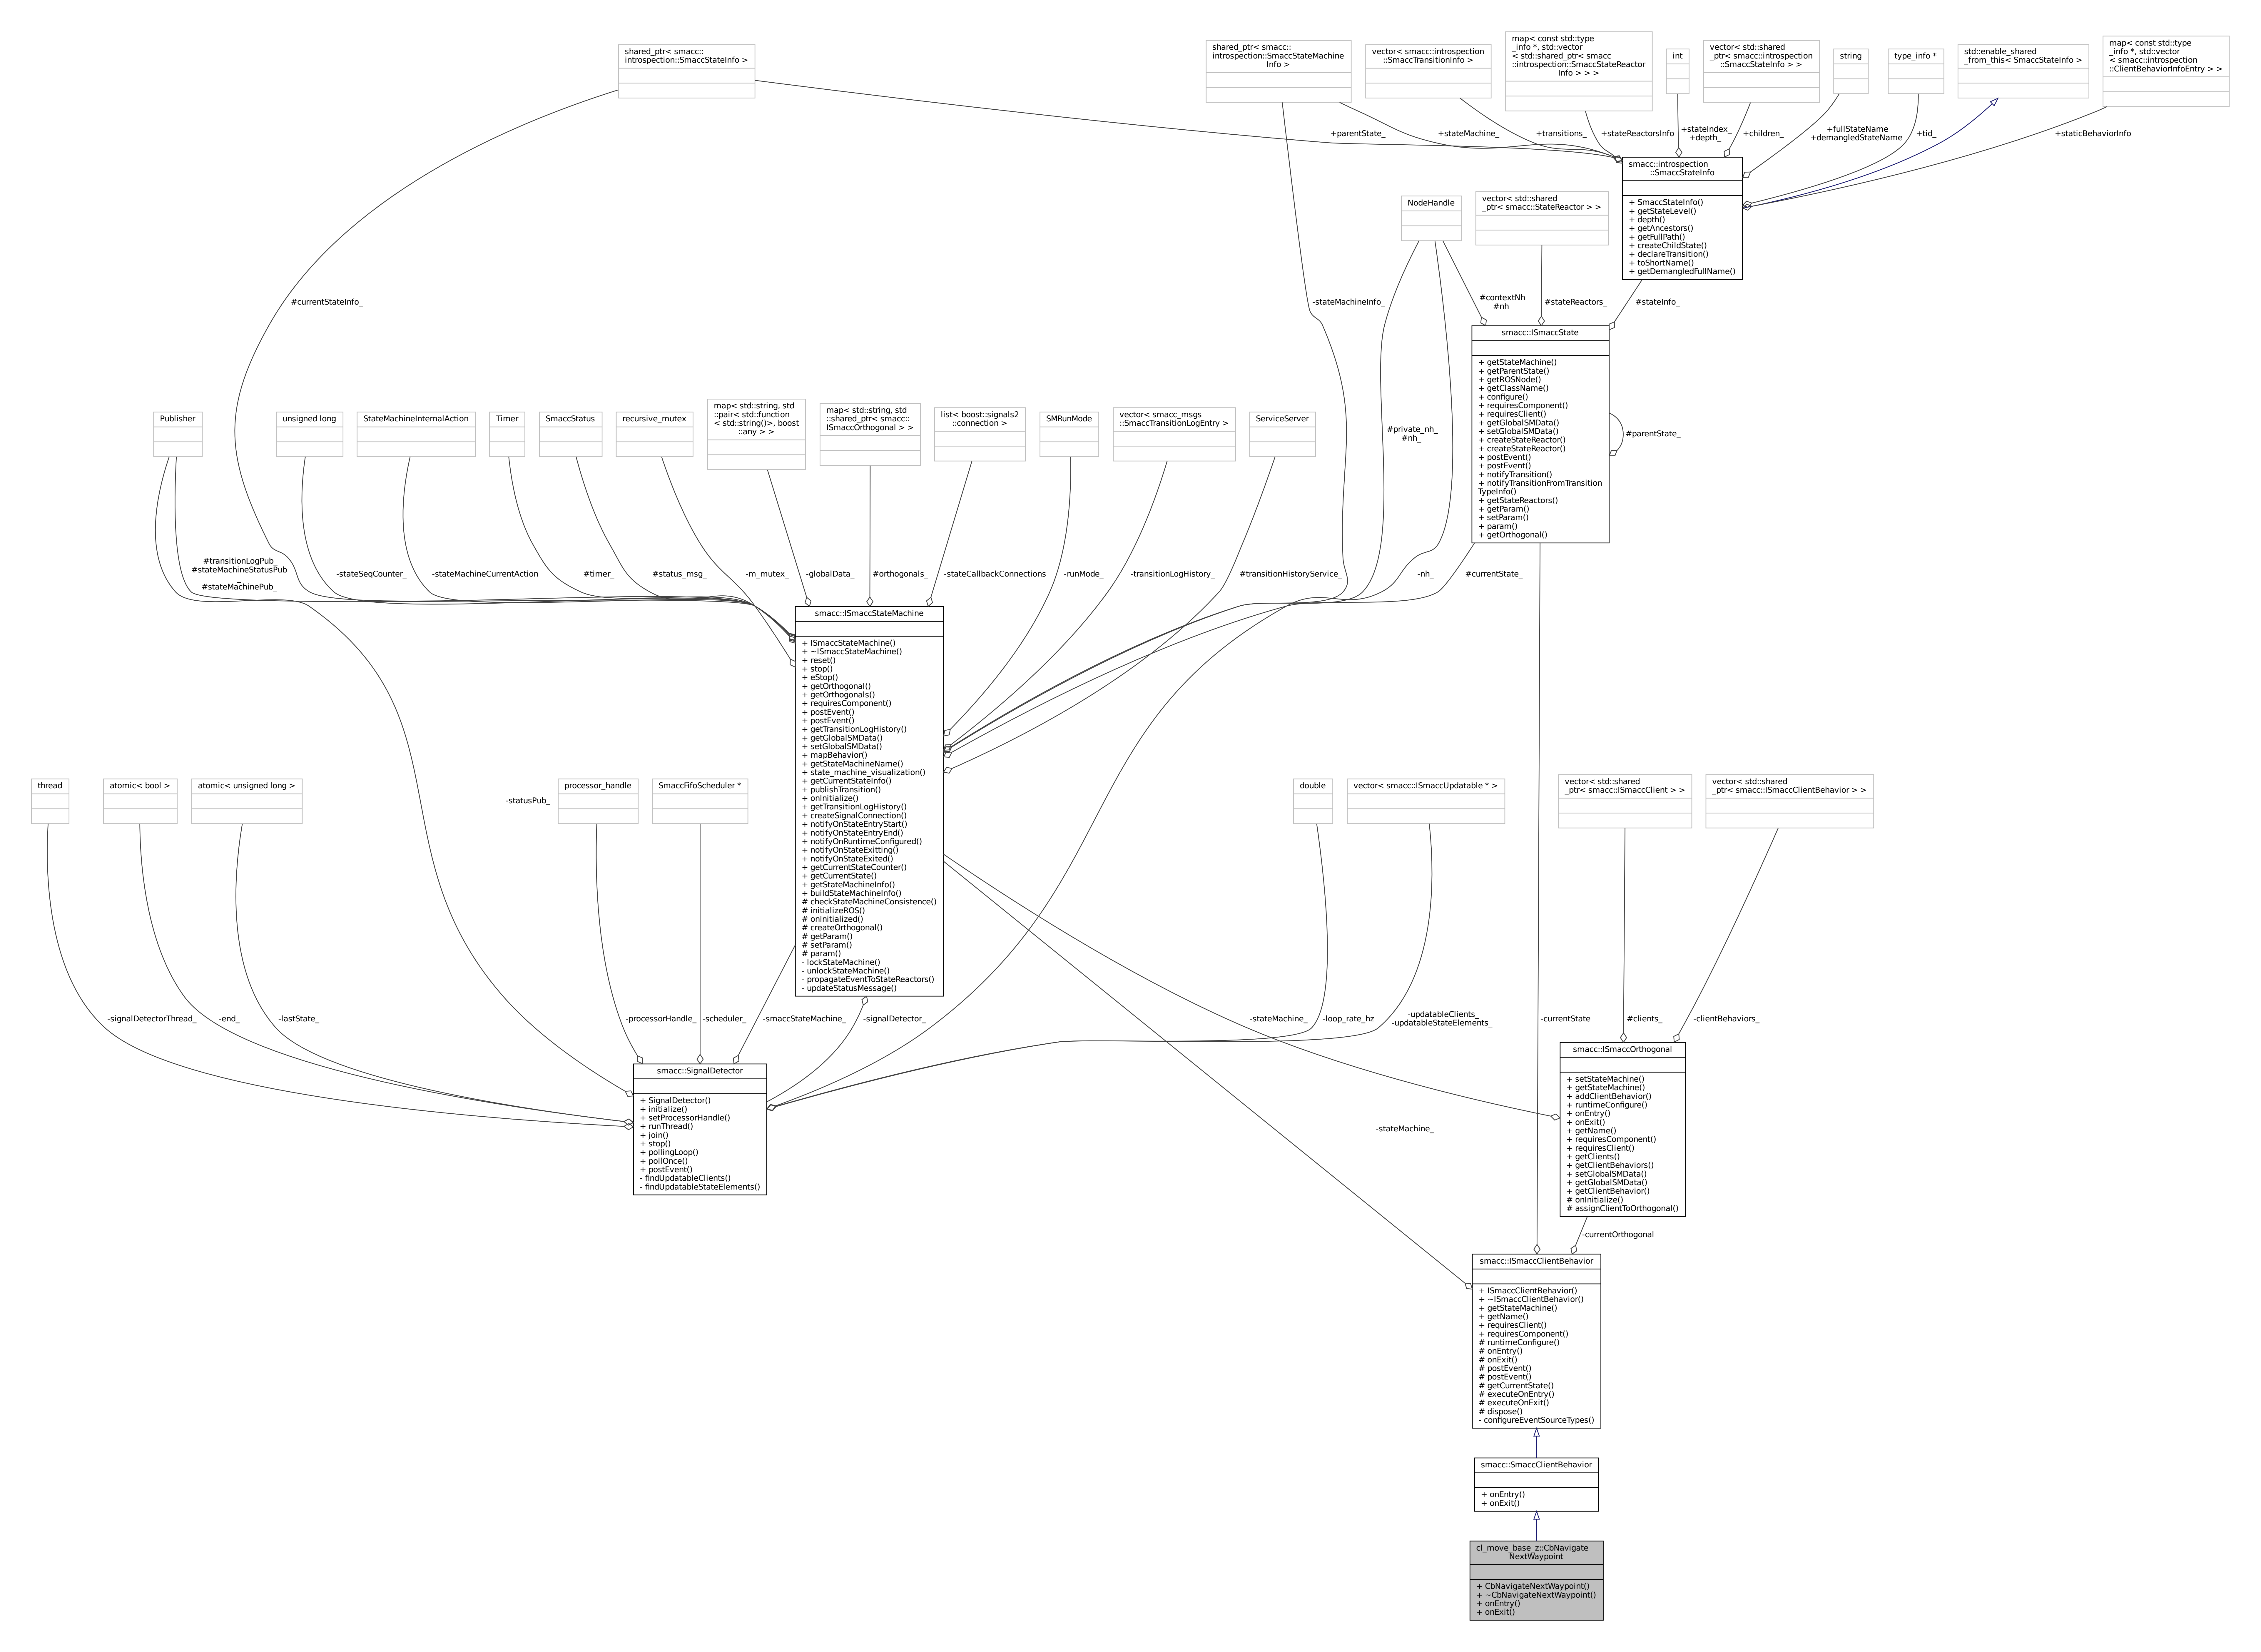 shared_ptr< smacc::
introspection::SmaccStateInfo >
shared_ptr< smacc::
introspection::SmaccStateMachine
Info >
vector< smacc::introspection
::SmaccTransitionInfo >
map< const std::type
_info *, std::vector
< std::shared_ptr< smacc
::introspection::SmaccStateReactor
Info > > >
int
vector< std::shared
_ptr< smacc::introspection
::SmaccStateInfo > >
string
type_info *
std::enable_shared
_from_this< SmaccStateInfo >
map< const std::type
_info *, std::vector
< smacc::introspection
::ClientBehaviorInfoEntry > >
+parentState_
+stateMachine_
+transitions_
+stateReactorsInfo
+stateIndex_
+depth_
+children_
+fullStateName
+demangledStateName
+tid_
+staticBehaviorInfo
smacc::introspection
::SmaccStateInfo
+ SmaccStateInfo()
+ getStateLevel()
+ depth()
+ getAncestors()
+ getFullPath()
+ createChildState()
+ declareTransition()
+ toShortName()
+ getDemangledFullName()
NodeHandle
vector< std::shared
_ptr< smacc::StateReactor > >
#currentStateInfo_
-stateMachineInfo_
#contextNh
#nh
#stateReactors_
#stateInfo_
smacc::ISmaccState
+ getStateMachine()
+ getParentState()
+ getROSNode()
+ getClassName()
+ configure()
+ requiresComponent()
+ requiresClient()
+ getGlobalSMData()
+ setGlobalSMData()
+ createStateReactor()
+ createStateReactor()
+ postEvent()
+ postEvent()
+ notifyTransition()
+ notifyTransitionFromTransition
TypeInfo()
+ getStateReactors()
+ getParam()
+ setParam()
+ param()
+ getOrthogonal()
#parentState_
Publisher
unsigned long
StateMachineInternalAction
Timer
SmaccStatus
recursive_mutex
map< std::string, std
::pair< std::function
< std::string()>, boost
::any > >
map< std::string, std
::shared_ptr< smacc::
ISmaccOrthogonal > >
list< boost::signals2
::connection >
SMRunMode
vector< smacc_msgs
::SmaccTransitionLogEntry >
ServiceServer
#private_nh_
#nh_
#transitionLogPub_
#stateMachineStatusPub
_
#stateMachinePub_
-stateSeqCounter_
-stateMachineCurrentAction
#timer_
#status_msg_
-m_mutex_
-globalData_
#orthogonals_
-stateCallbackConnections
-runMode_
-transitionLogHistory_
#transitionHistoryService_
-nh_
#currentState_
smacc::ISmaccStateMachine
+ ISmaccStateMachine()
+ ~ISmaccStateMachine()
+ reset()
+ stop()
+ eStop()
+ getOrthogonal()
+ getOrthogonals()
+ requiresComponent()
+ postEvent()
+ postEvent()
+ getTransitionLogHistory()
+ getGlobalSMData()
+ setGlobalSMData()
+ mapBehavior()
+ getStateMachineName()
+ state_machine_visualization()
+ getCurrentStateInfo()
+ publishTransition()
+ onInitialize()
+ getTransitionLogHistory()
+ createSignalConnection()
+ notifyOnStateEntryStart()
+ notifyOnStateEntryEnd()
+ notifyOnRuntimeConfigured()
+ notifyOnStateExitting()
+ notifyOnStateExited()
+ getCurrentStateCounter()
+ getCurrentState()
+ getStateMachineInfo()
+ buildStateMachineInfo()
# checkStateMachineConsistence()
# initializeROS()
# onInitialized()
# createOrthogonal()
# getParam()
# setParam()
# param()
- lockStateMachine()
- unlockStateMachine()
- propagateEventToStateReactors()
- updateStatusMessage()
thread
atomic< bool >
atomic< unsigned long >
-statusPub_
processor_handle
SmaccFifoScheduler *
double
vector< smacc::ISmaccUpdatable * >
vector< std::shared
_ptr< smacc::ISmaccClient > >
vector< std::shared
_ptr< smacc::ISmaccClientBehavior > >
-signalDetectorThread_
-end_
-lastState_
-processorHandle_
-scheduler_
-smaccStateMachine_
-signalDetector_
-stateMachine_
-loop_rate_hz
-updatableClients_
-updatableStateElements_
-currentState
#clients_
-clientBehaviors_
smacc::SignalDetector
+ SignalDetector()
+ initialize()
+ setProcessorHandle()
+ runThread()
+ join()
+ stop()
+ pollingLoop()
+ pollOnce()
+ postEvent()
- findUpdatableClients()
- findUpdatableStateElements()
smacc::ISmaccOrthogonal
+ setStateMachine()
+ getStateMachine()
+ addClientBehavior()
+ runtimeConfigure()
+ onEntry()
+ onExit()
+ getName()
+ requiresComponent()
+ requiresClient()
+ getClients()
+ getClientBehaviors()
+ setGlobalSMData()
+ getGlobalSMData()
+ getClientBehavior()
# onInitialize()
# assignClientToOrthogonal()
-stateMachine_
-currentOrthogonal
smacc::ISmaccClientBehavior
+ ISmaccClientBehavior()
+ ~ISmaccClientBehavior()
+ getStateMachine()
+ getName()
+ requiresClient()
+ requiresComponent()
# runtimeConfigure()
# onEntry()
# onExit()
# postEvent()
# postEvent()
# getCurrentState()
# executeOnEntry()
# executeOnExit()
# dispose()
- configureEventSourceTypes()
smacc::SmaccClientBehavior
+ onEntry()
+ onExit()
cl_move_base_z::CbNavigate
NextWaypoint
+ CbNavigateNextWaypoint()
+ ~CbNavigateNextWaypoint()
+ onEntry()
+ onExit()